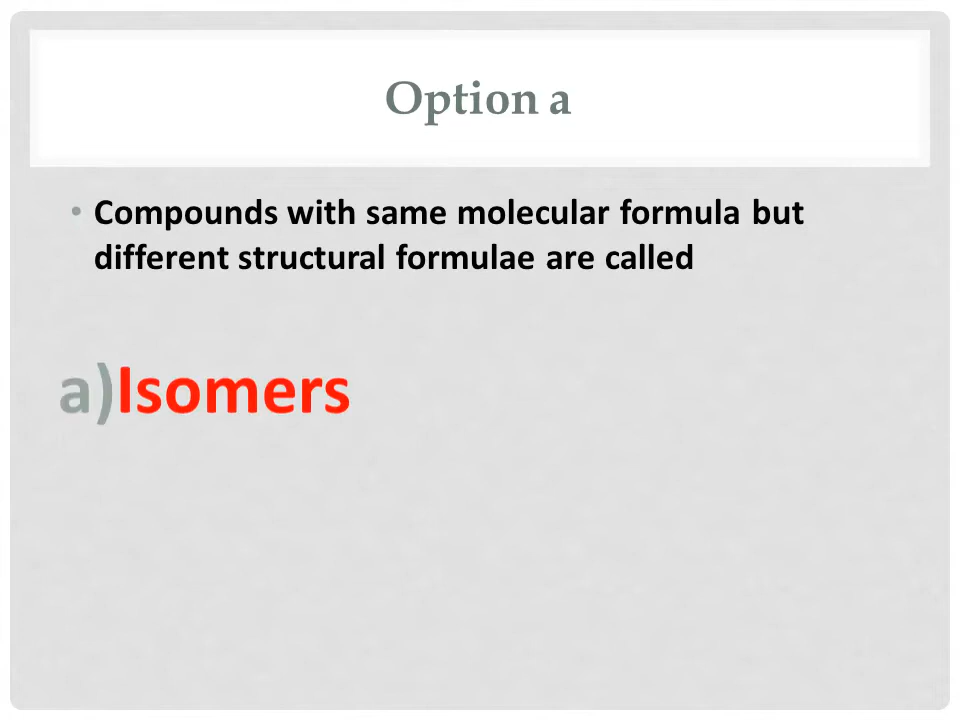 Option a
• Compounds with same molecular formula but
different structural formulae are called
a)Isomers